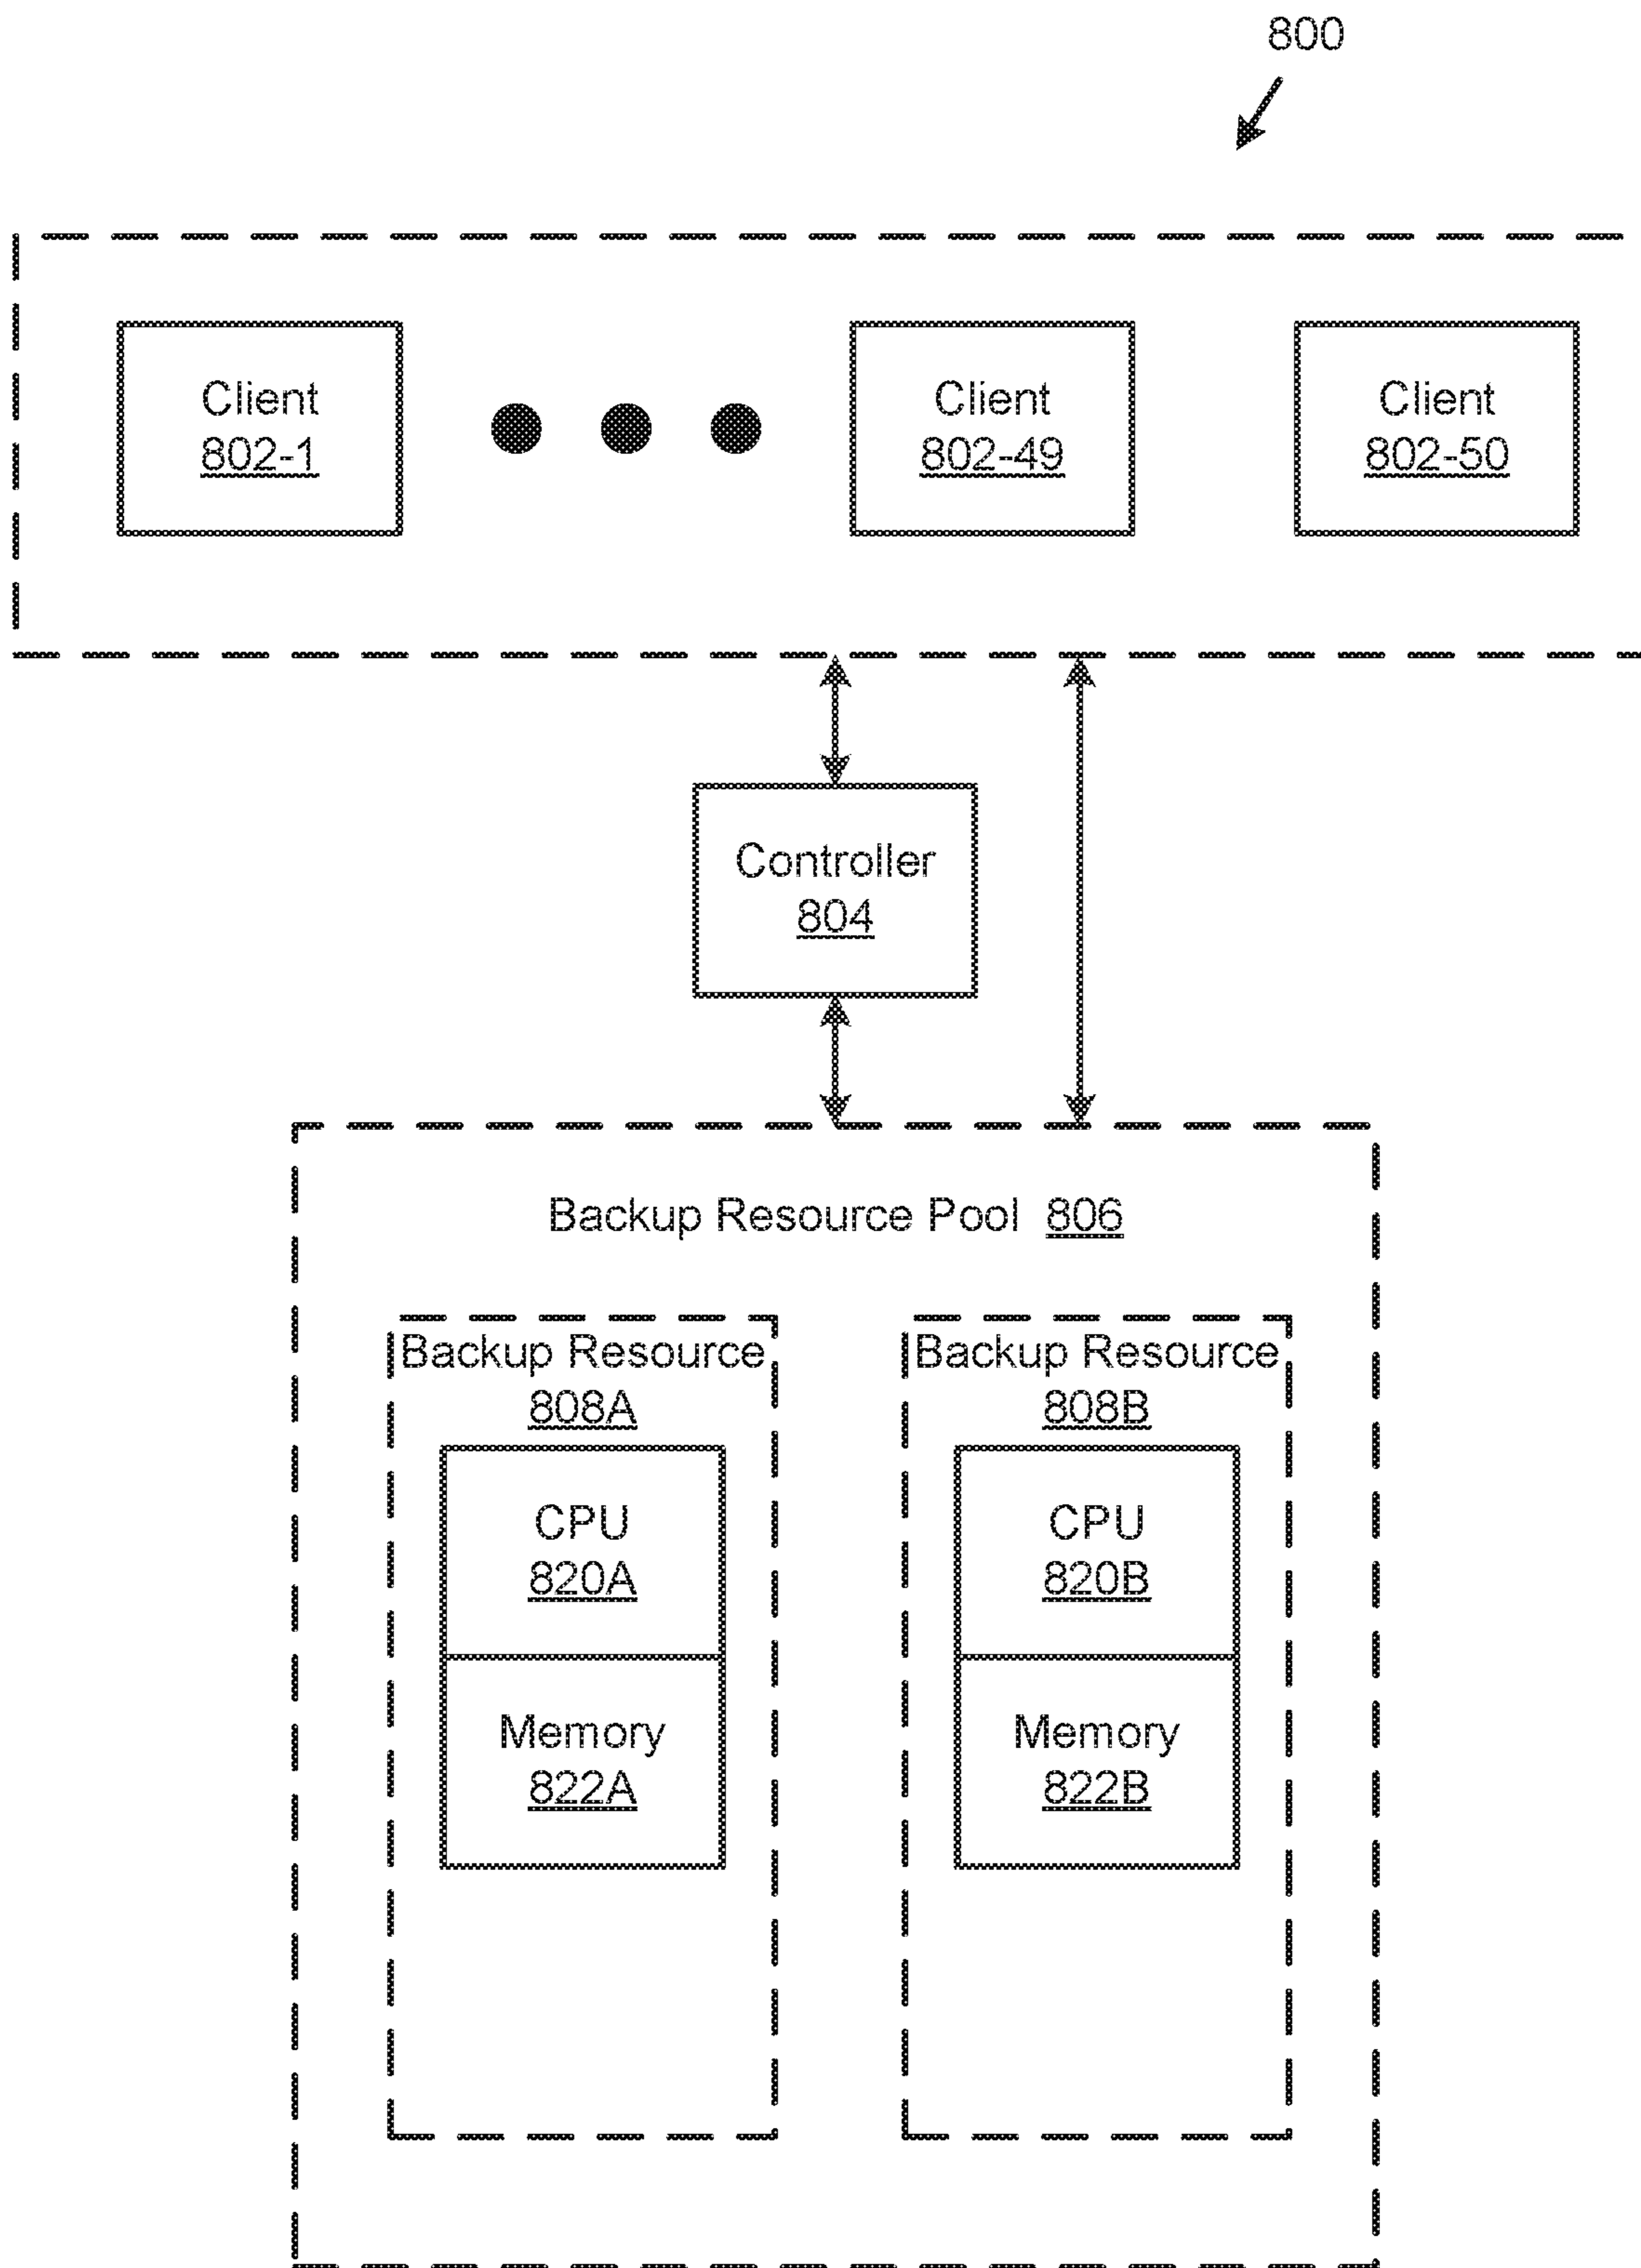 800
Client
802-1
Client
802-49
Client
802-50
Controller
804
Backup Resource Pool 806
Backup Resource
808A
Backup Resource
808B
CPU
820A
CPU
820B
Memory
822A
Memory
822B